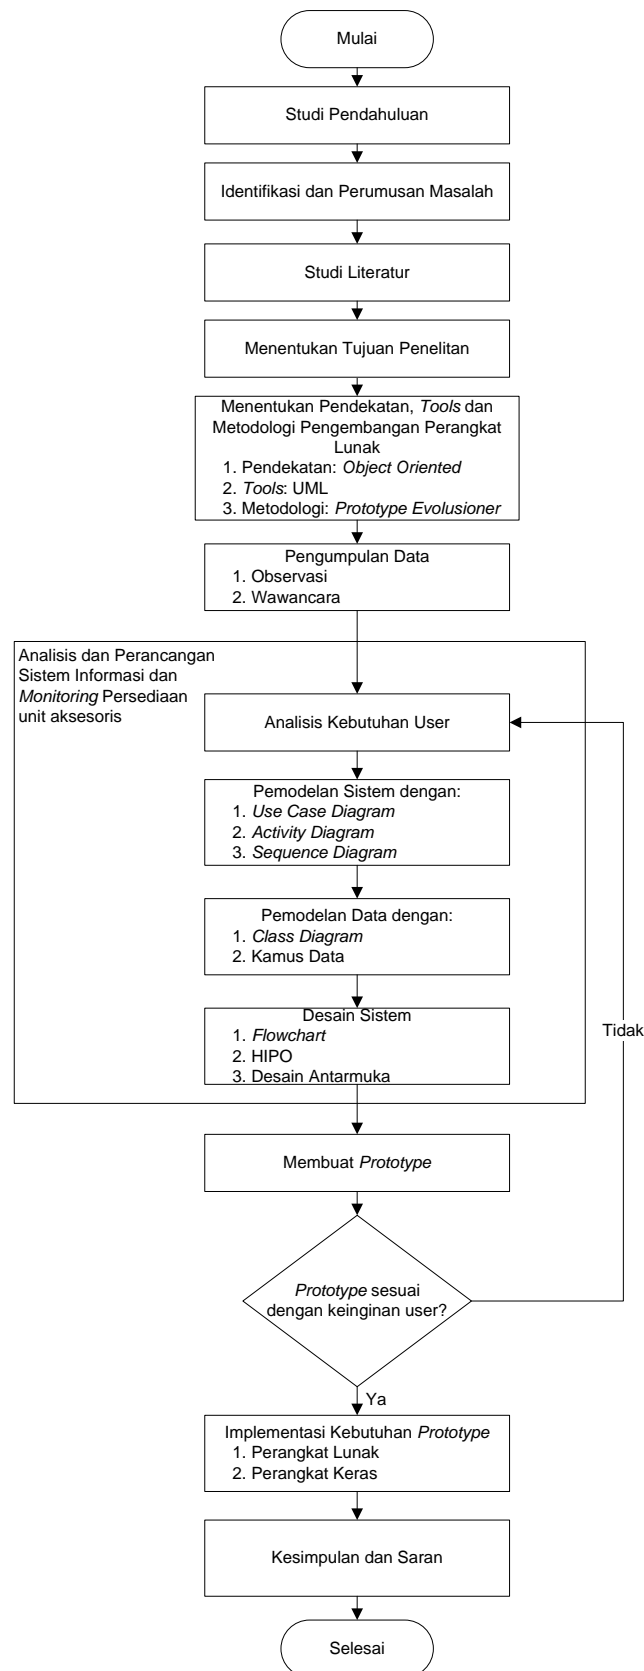 Mulai
Studi Pendahuluan
Identifikasi dan Perumusan Masalah
Studi Literatur
Menentukan Tujuan Penelitan
Menentukan Pendekatan, Tools dan
Metodologi Pengembangan Perangkat
Lunak
1. Pendekatan: Object Oriented
2. Tools: UML
3. Metodologi: Prototype Evolusioner
Pengumpulan Data
1. Observasi
2. Wawancara
Analisis dan Perancangan
Sistem Informasi dan
Monitoring Persediaan
unit aksesoris
Analisis Kebutuhan User
Pemodelan Sistem dengan:
1. Use Case Diagram
2. Activity Diagram
3. Sequence Diagram
Pemodelan Data dengan:
1. Class Diagram
2. Kamus Data
Desain Sistem
1. Flowchart
2. HIPO
3. Desain Antarmuka
Tidak
Membuat Prototype
Prototype sesuai
dengan keinginan user?
Ya
Implementasi Kebutuhan Prototype
1. Perangkat Lunak
2. Perangkat Keras
Kesimpulan dan Saran
Selesai